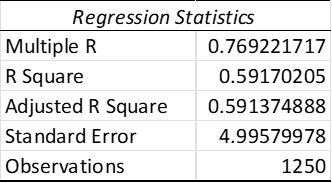 Regression Statistics
Multiple R 0.769221717
R Square 0.59170205
Adjusted R Square 0.591374888
Standard Error 4.99579978
Observations 1250